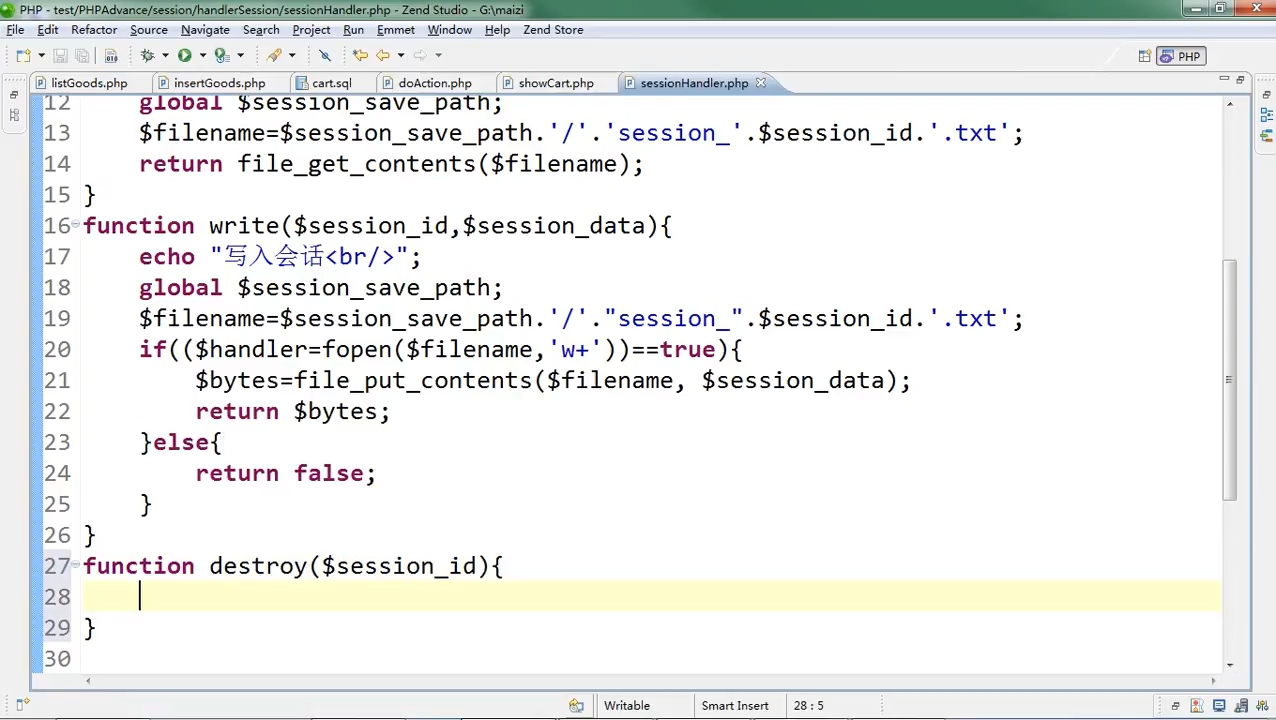 PHP - test/PHPAdvance/session/handlerSession/sessionHandler.php - Zend Studio - G:\maizi
File Edit Refactor Source Navigate Search Project Run Emmet Window Help Zend Store
PHP
listGoods.php insertGoods.php cart.sql doAction.php showCart.php sessionHandler.php
12 global $session_save_path;
13 $filename=$session_save_path.'/'.'session_'.$session_id.'.txt';
14 return file_get_contents($filename);
15 }
16 function write($session_id,$session_data){
17 echo "写入会话<br/>";
18 global $session_save_path;
19 $filename=$session_save_path.'/'."session_".$session_id.'.txt';
20 if(($handler=fopen($filename,'w+'))==true){
21 $bytes=file_put_contents($filename, $session_data);
22 return $bytes;
23 }else{
24 return false;
25 }
26 }
27 function destroy($session_id){
28
29 }
30
Writable Smart Insert 28 : 5